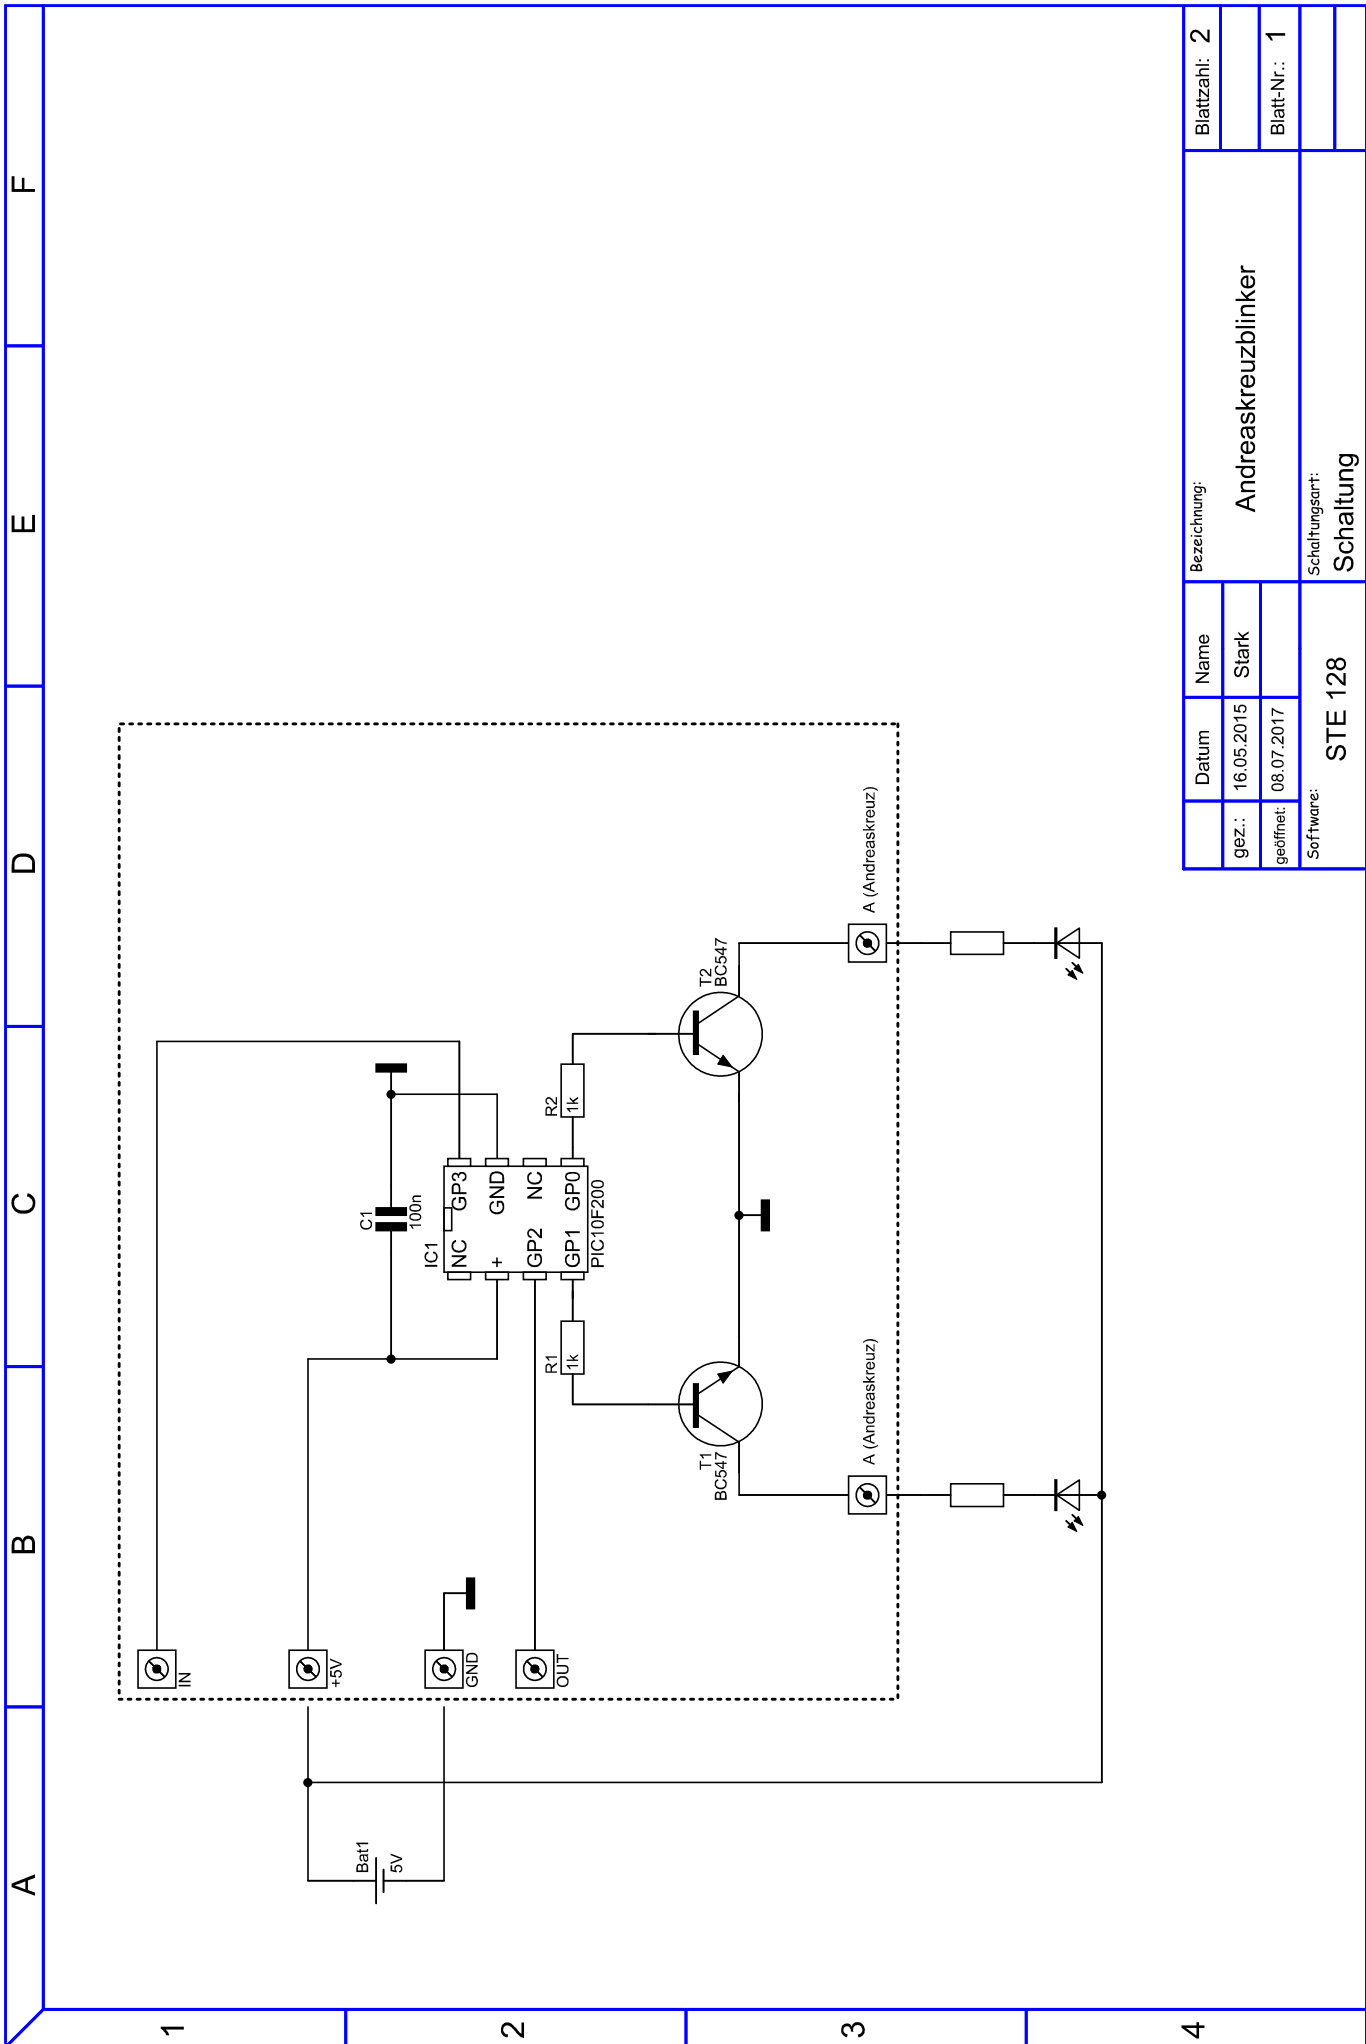 A
B
C
D
E
F
1
2
3
4
IN
+5V
GND
OUT
Bat1
5V
C1
100n
IC1
NC
GP3
+
GND
GP2
NC
GP1
GP0
PIC10F200
R1
1k
R2
1k
T1
BC547
T2
BC547
A (Andreaskreuz)
A (Andreaskreuz)
Datum
Name
gez.:
16.05.2015
Stark
geöffnet:
08.07.2017
Software:
STE 128
Bezeichnung:
Andreaskreuzblinker
Schaltungsart:
Schaltung
Blattzahl: 2
Blatt-Nr.: 1